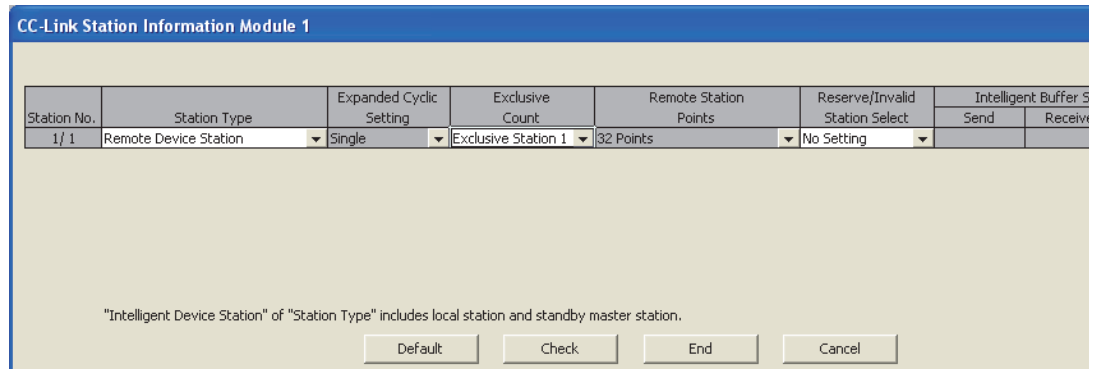 CC-Link Station Information Module 1
Expanded Cyclic Exclusive Remote Station Reserve/Invalid Intelligent Buffer S
Station No. Station Type Setting Count Points Station Select Send Receive
1/ 1 Remote Device Station Single Exclusive Station 1 32 Points No Setting
"Intelligent Device Station" of "Station Type" includes local station and standby master station.
Default Check End Cancel